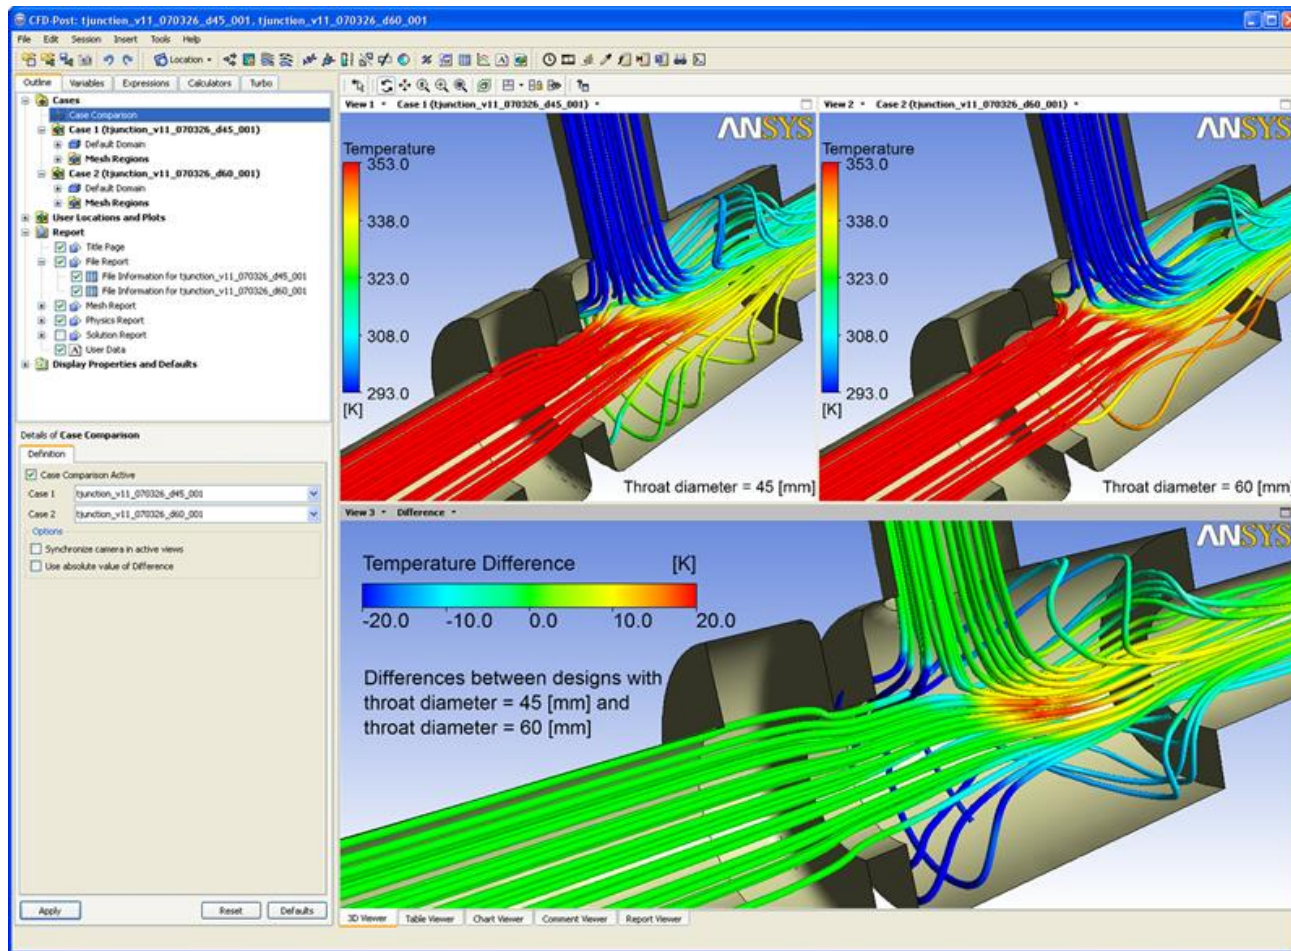 CFD-Post: tjunction_v11_070326_d45_001, tjunction_v11_070326_d60_001
File Edit Session Insert Tools Help
Location
Outline Variables Expressions Calculators Turbo
Cases
Case Comparison
Case 1 (tjunction_v11_070326_d45_001)
Default Domain
Mesh Regions
Case 2 (tjunction_v11_070326_d60_001)
Default Domain
Mesh Regions
User Locations and Plots
Report
Title Page
File Report
File Information for tjunction_v11_070326_d45_001
File Information for tjunction_v11_070326_d60_001
Mesh Report
Physics Report
Solution Report
A User Data
Display Properties and Defaults
Details of Case Comparison
Definition
Case Comparison Active
Case 1 tjunction_v11_070326_d45_001
Case 2 tjunction_v11_070326_d60_001
Options
Synchronize camera in active views
Use absolute value of Difference
Apply Reset Defaults
View 1 Case 1 (tjunction_v11_070326_d45_001)
ANSYS
Temperature
353.0
338.0
323.0
308.0
293.0
[K]
Throat diameter = 45 [mm]
View 2 Case 2 (tjunction_v11_070326_d60_001)
ANSYS
Temperature
353.0
338.0
323.0
308.0
293.0
[K]
Throat diameter = 60 [mm]
View 3 Difference
ANSYS
Temperature Difference [K]
-20.0 -10.0 0.0 10.0 20.0
Differences between designs with
throat diameter = 45 [mm] and
throat diameter = 60 [mm]
3D Viewer Table Viewer Chart Viewer Comment Viewer Report Viewer